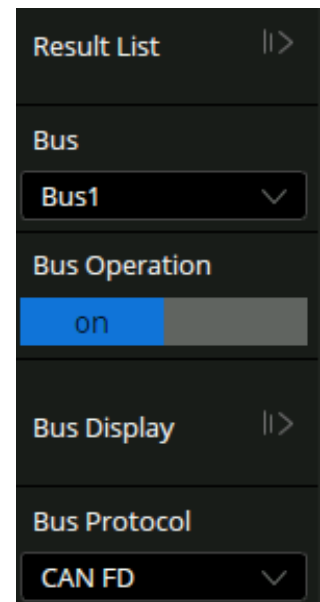 Result List
Bus
Bus1
Bus Operation
on
Bus Display
Bus Protocol
CAN FD